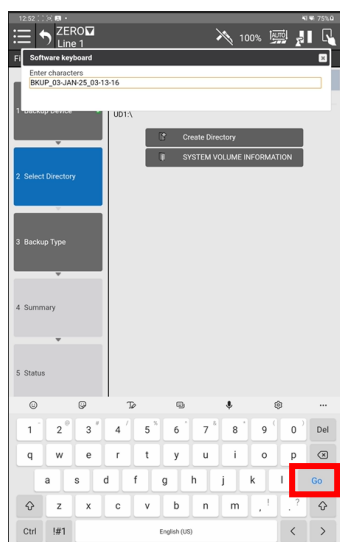 12:52
75%
ZERO
Line 1
100%
AUTO
Fi
Software keyboard
Enter characters
BKUP_03-JAN-25_03-13-16
1 Backup Device
UD1:\
Create Directory
SYSTEM VOLUME INFORMATION
2 Select Directory
3 Backup Type
4 Summary
5 Status
1 2 @ 3 # 4 / 5 % 6 ^ 7 & 8 * 9 ( 0 ) Del
q w e r t y u i o p
a s d f g h j k l Go
z x c v b n m , ! . ?
Ctrl !#1 English (US) < >